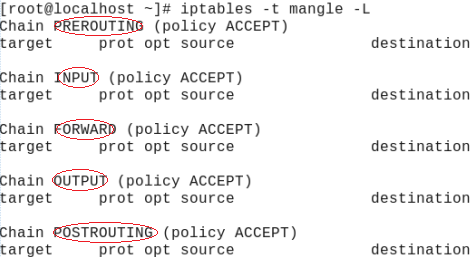 [root@localhost ~]# iptables -t mangle -L
Chain PREROUTING (policy ACCEPT)
target     prot opt source               destination

Chain INPUT (policy ACCEPT)
target     prot opt source               destination

Chain FORWARD (policy ACCEPT)
target     prot opt source               destination

Chain OUTPUT (policy ACCEPT)
target     prot opt source               destination

Chain POSTROUTING (policy ACCEPT)
target     prot opt source               destination